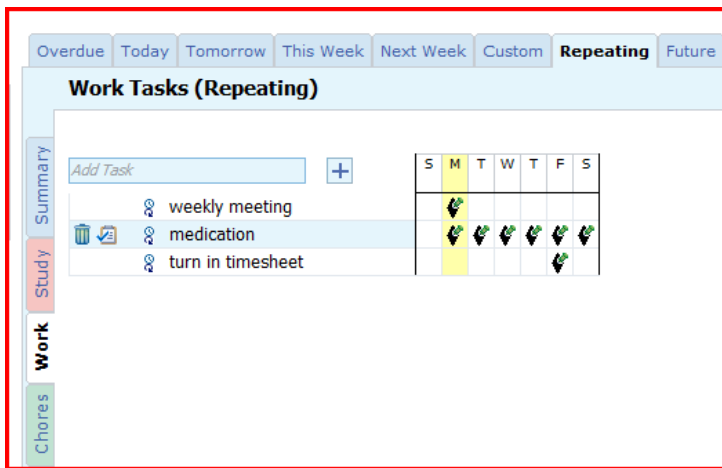 Overdue Today Tomorrow This Week Next Week Custom Repeating Future
Work Tasks (Repeating)
Summary
Study
Work
Chores
Add Task
S M T W T F S
weekly meeting
medication
turn in timesheet